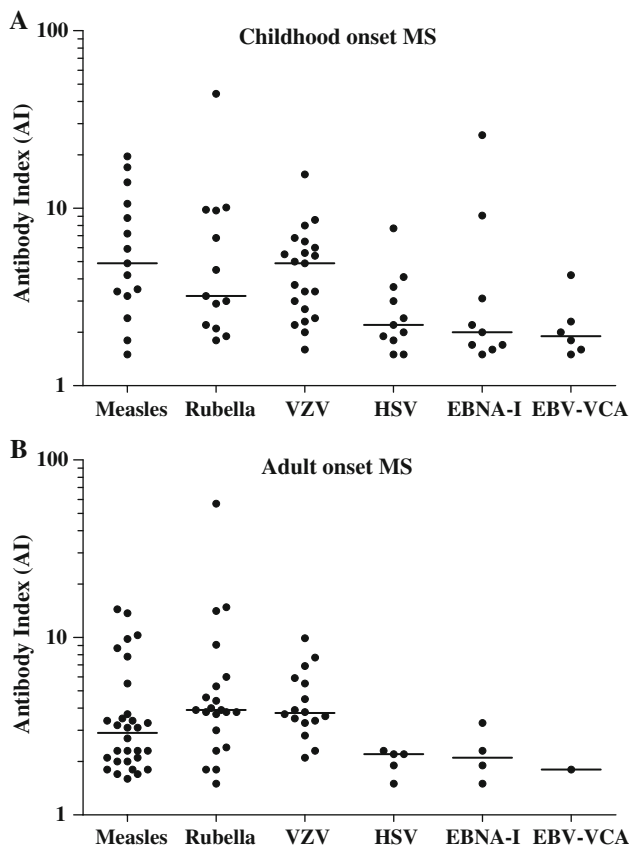 A
Childhood onset MS
Antibody Index (AI)
100
10
1
Measles Rubella VZV HSV EBNA-I EBV-VCA
B
Adult onset MS
Antibody Index (AI)
100
10
1
Measles Rubella VZV HSV EBNA-I EBV-VCA